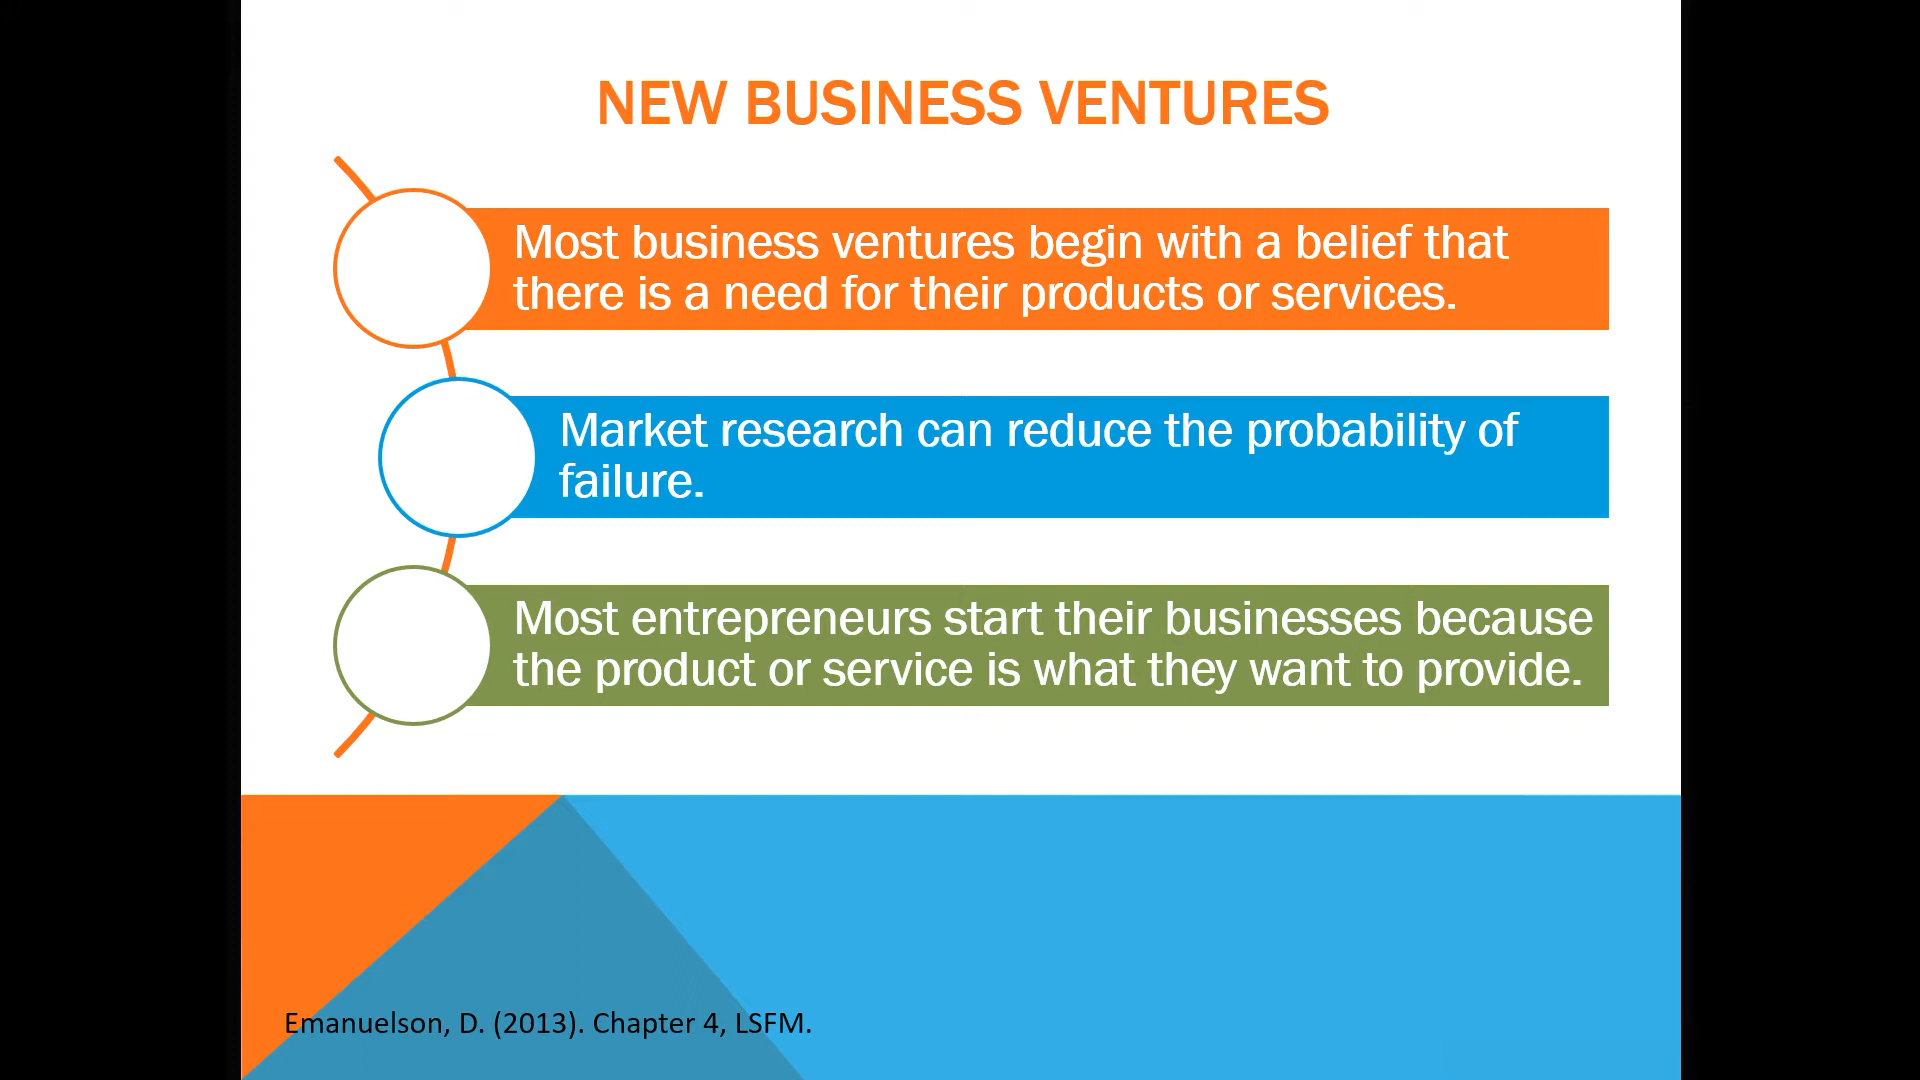 NEW BUSINESS VENTURES
Most business ventures begin with a belief that
there is a need for their products or services.
Market research can reduce the probability of
failure.
Most entrepreneurs start their businesses because
the product or service is what they want to provide.
Emanuelson, D. (2013). Chapter 4, LSFM.